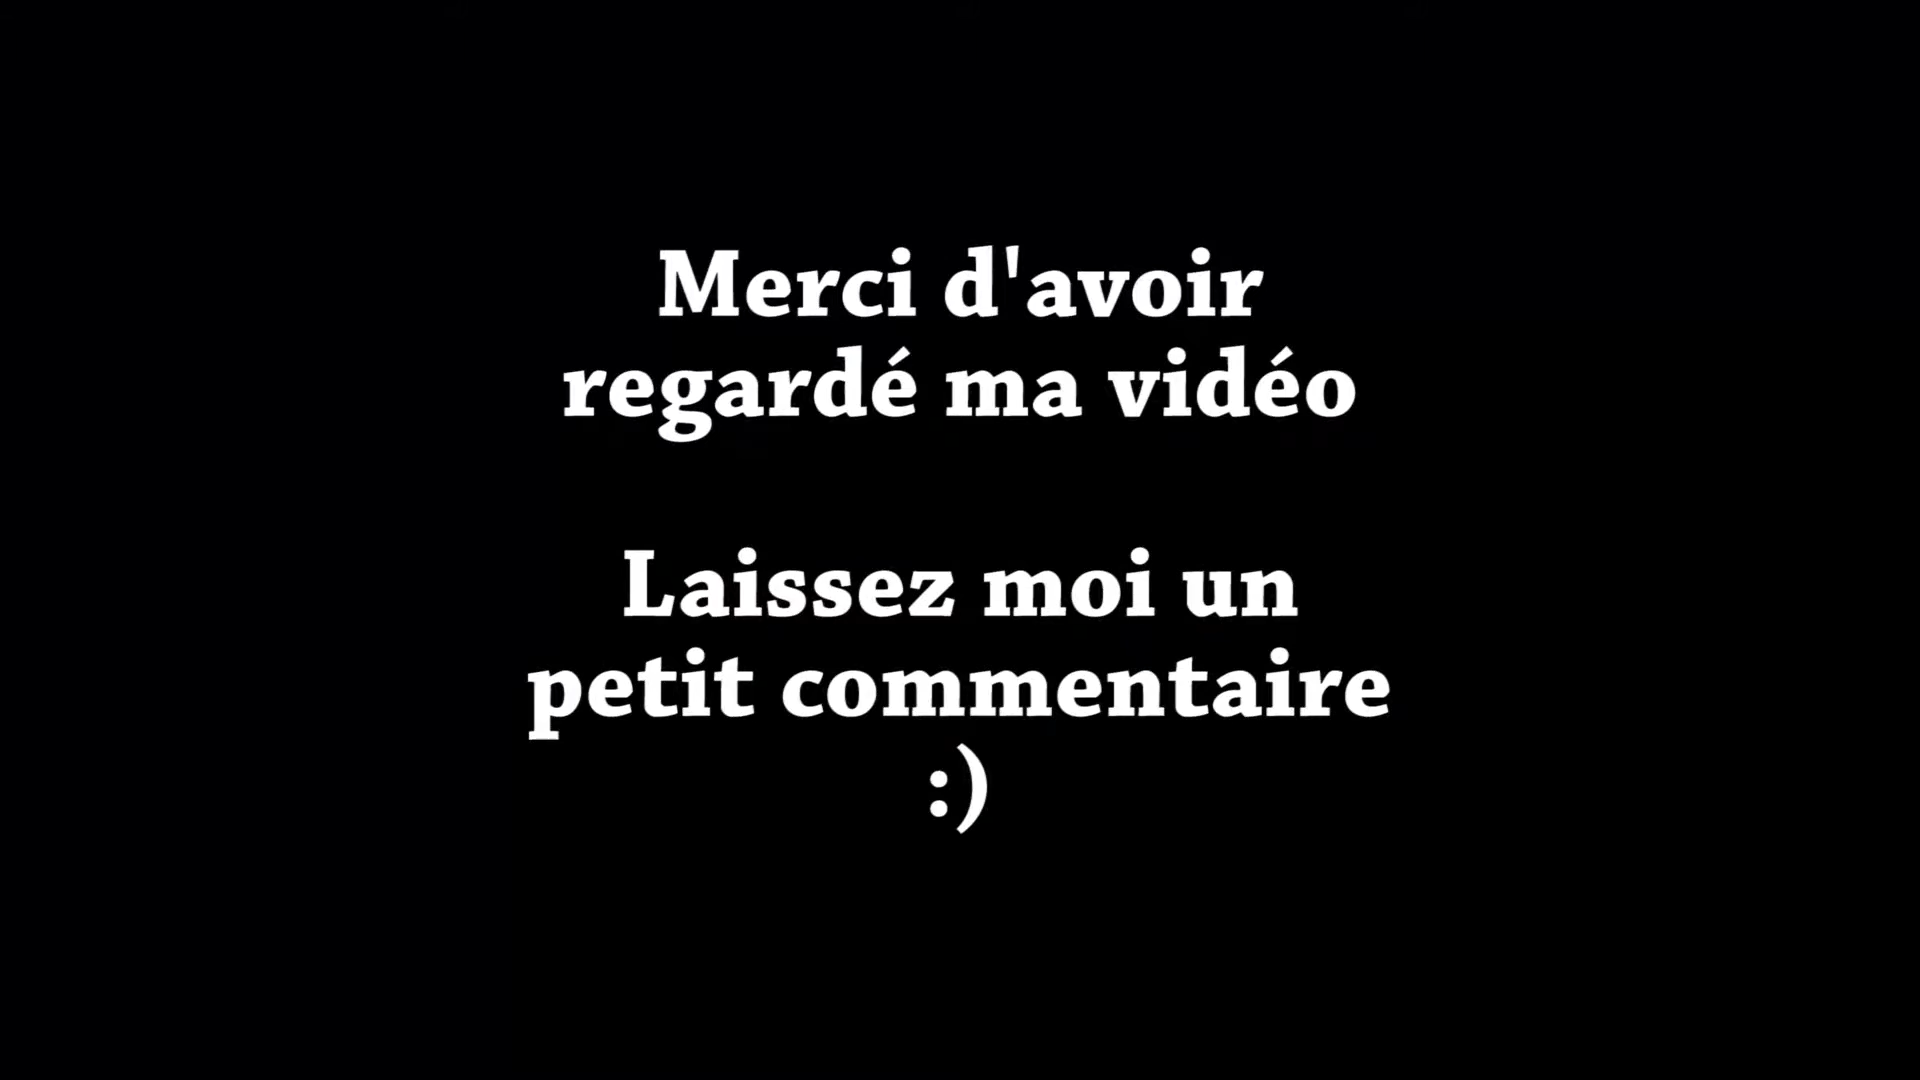 Merci d'avoir
regardé ma vidéo
Laissez moi un
petit commentaire
:)